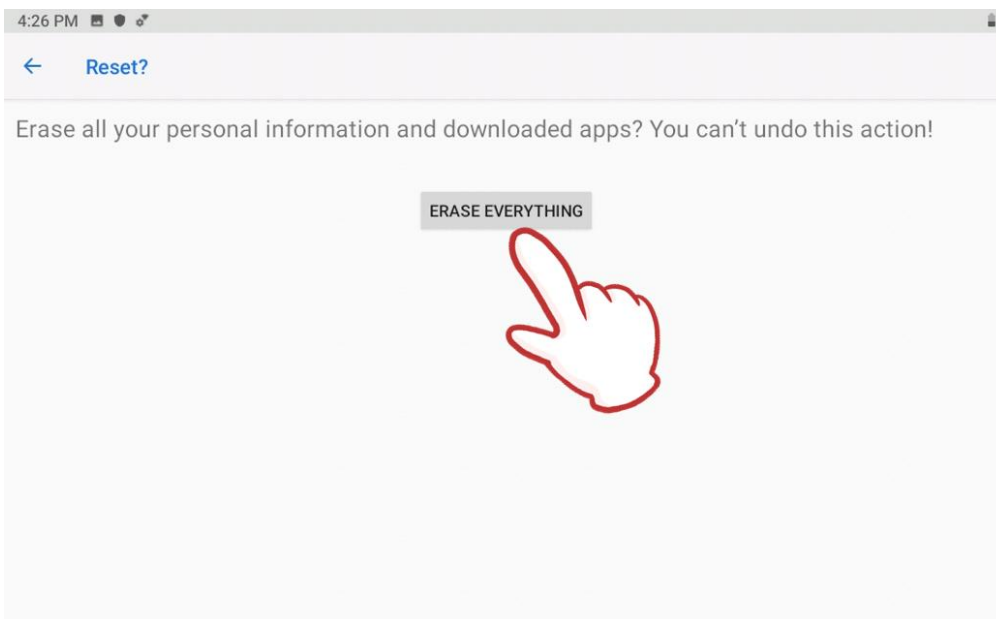 4:26 PM
Reset?
Erase all your personal information and downloaded apps? You can’t undo this action!
ERASE EVERYTHING